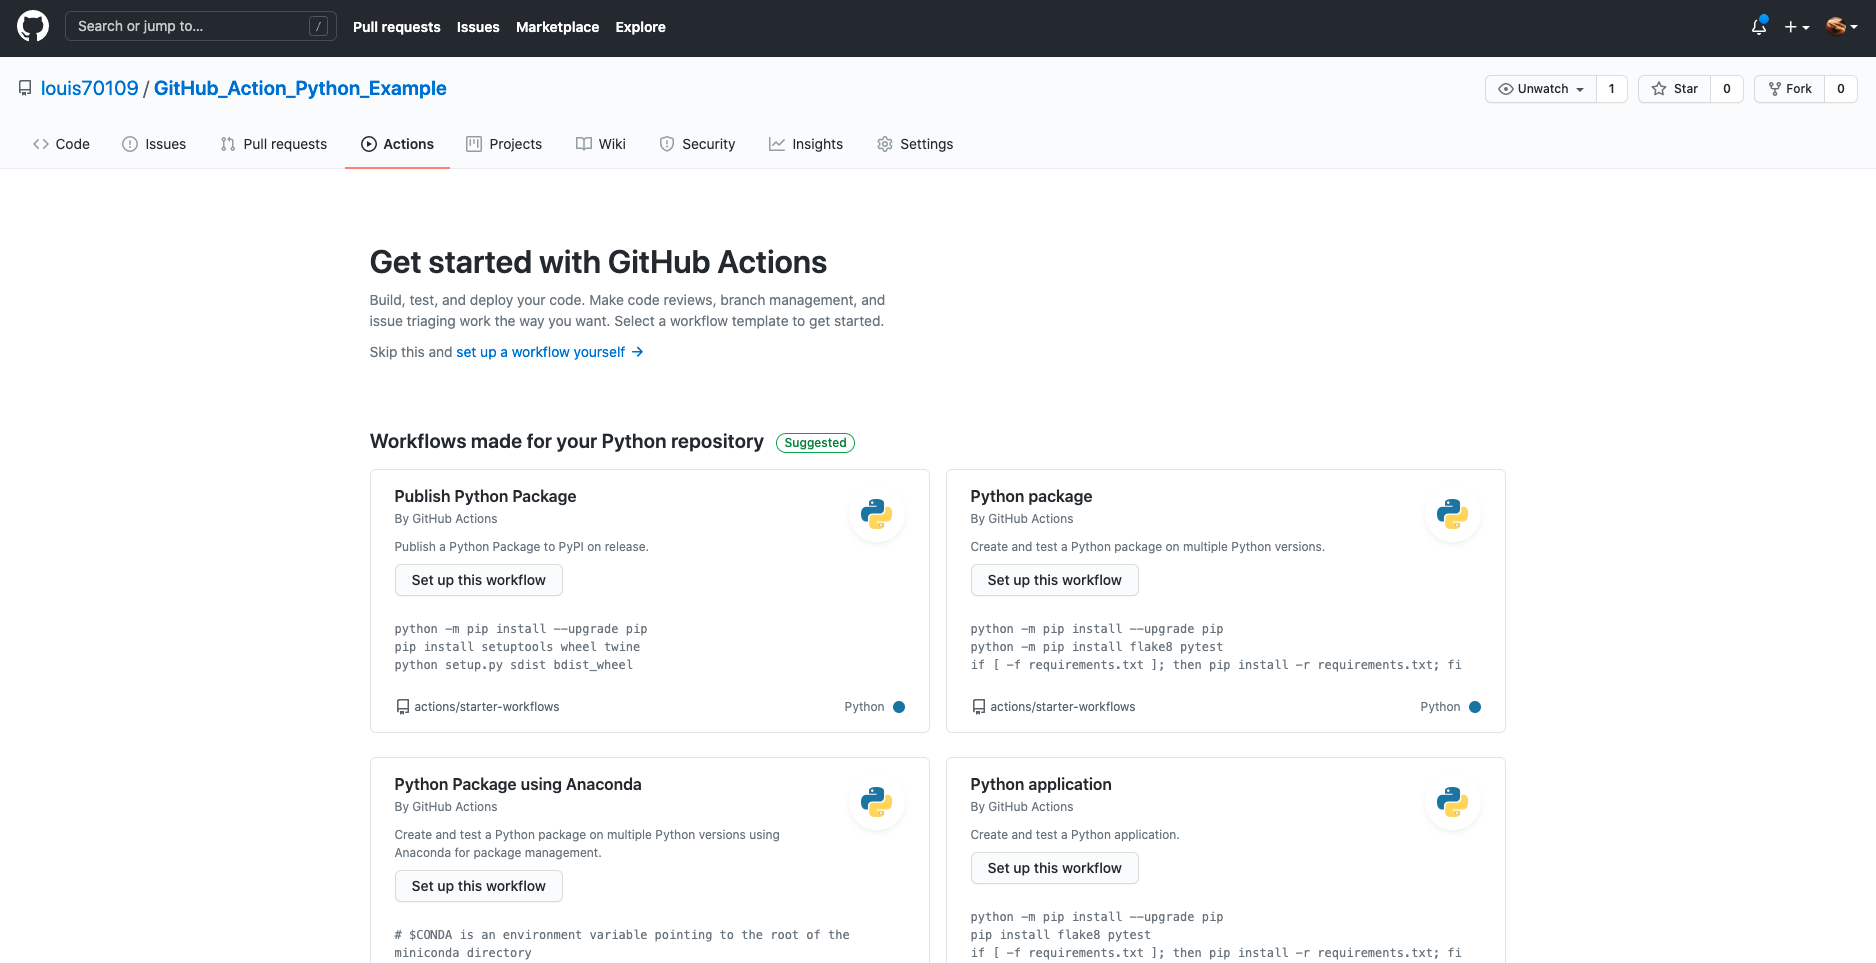 Search or jump to... /
Pull requests Issues Marketplace Explore
louis70109 / GitHub_Action_Python_Example
Unwatch 1 Star 0 Fork 0
Code Issues Pull requests Actions Projects Wiki Security Insights Settings
Get started with GitHub Actions
Build, test, and deploy your code. Make code reviews, branch management, and
issue triaging work the way you want. Select a workflow template to get started.
Skip this and set up a workflow yourself →
Workflows made for your Python repository Suggested
Publish Python Package
By GitHub Actions
Publish a Python Package to PyPI on release.
Set up this workflow
python -m pip install --upgrade pip
pip install setuptools wheel twine
python setup.py sdist bdist_wheel
actions/starter-workflows Python
Python package
By GitHub Actions
Create and test a Python package on multiple Python versions.
Set up this workflow
python -m pip install --upgrade pip
python -m pip install flake8 pytest
if [ -f requirements.txt ]; then pip install -r requirements.txt; fi
actions/starter-workflows Python
Python Package using Anaconda
By GitHub Actions
Create and test a Python package on multiple Python versions using
Anaconda for package management.
Set up this workflow
# $CONDA is an environment variable pointing to the root of the
miniconda directory
Python application
By GitHub Actions
Create and test a Python application.
Set up this workflow
python -m pip install --upgrade pip
pip install flake8 pytest
if [ -f requirements.txt ]; then pip install -r requirements.txt; fi